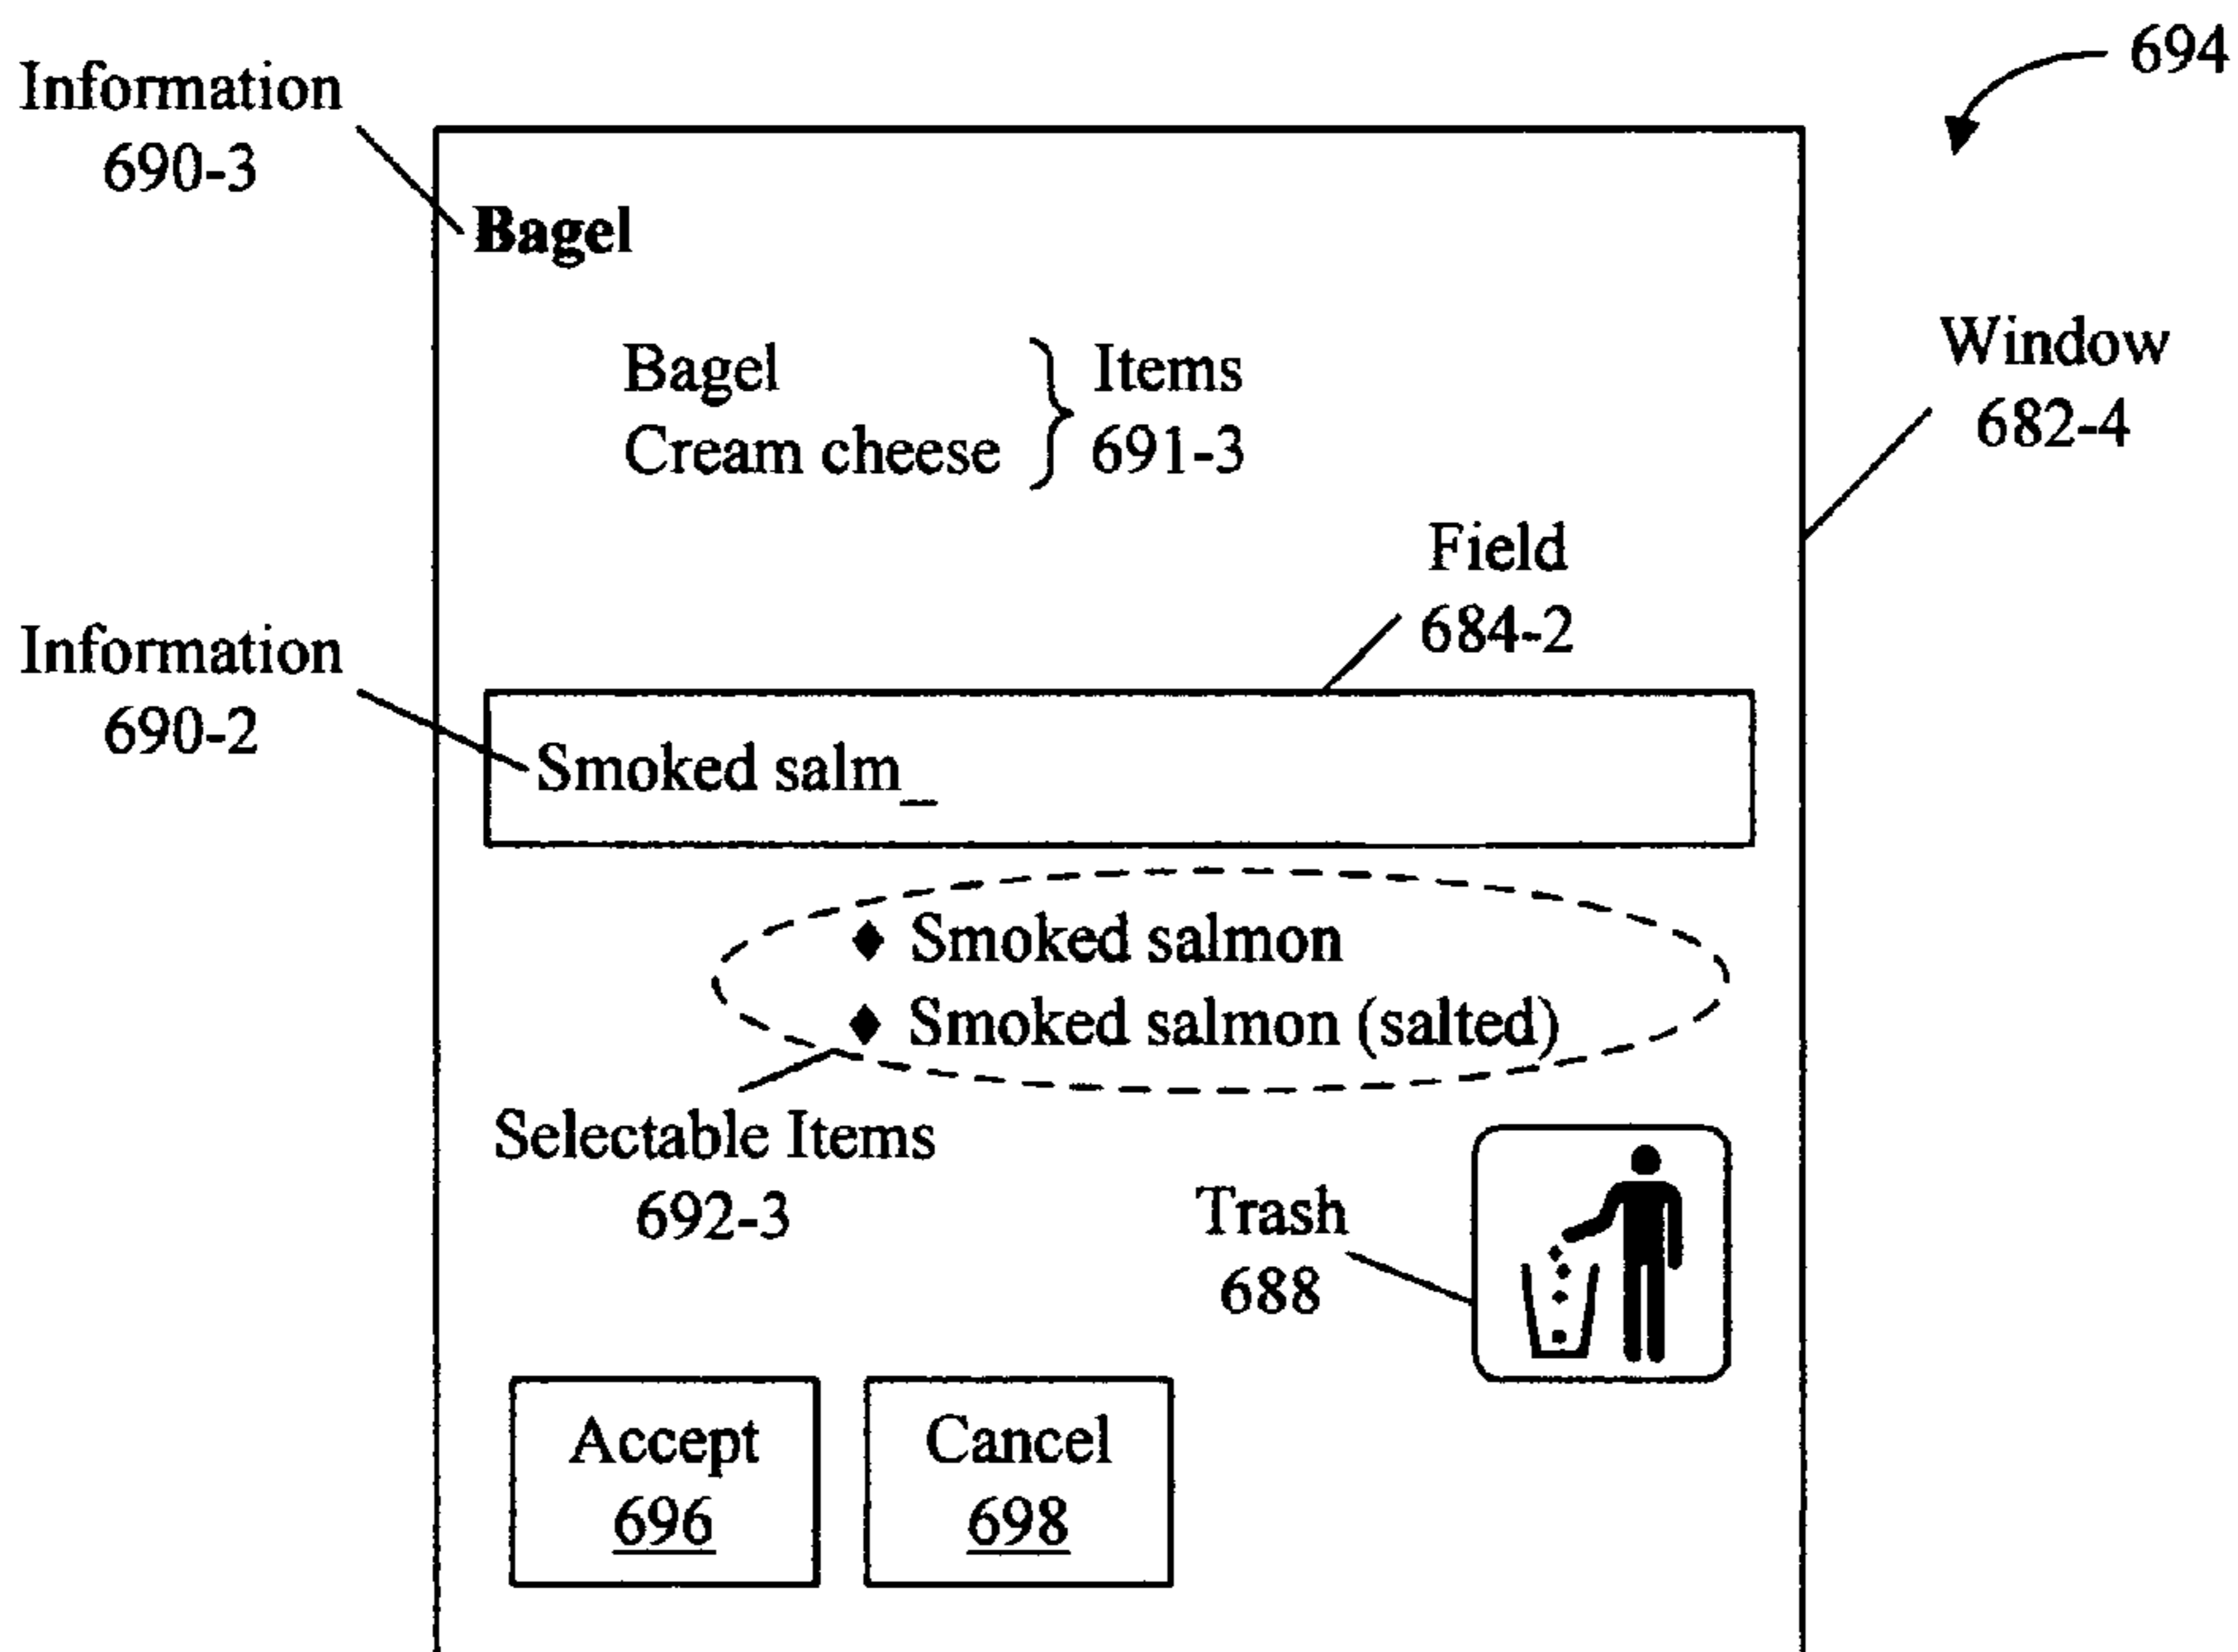 694
Information
690-3
Bagel
Bagel
Cream cheese
Items
691-3
Window
682-4
Field
684-2
Information
690-2
Smoked salm_
♦ Smoked salmon
♦ Smoked salmon (salted)
Selectable Items
692-3
Trash
688
Accept
696
Cancel
698